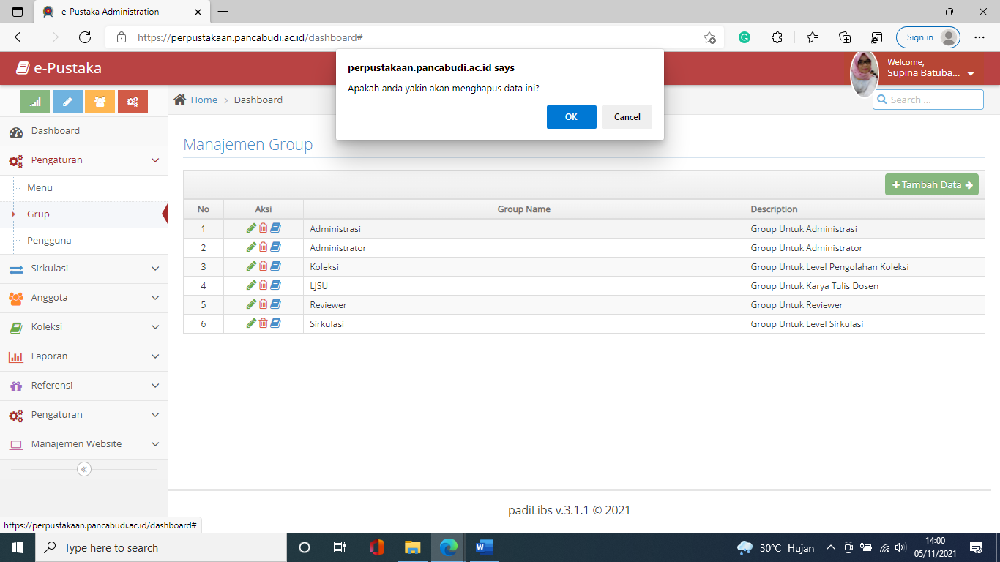 e-Pustaka Administration
https://perpustakaan.pancabudi.ac.id/dashboard#
Sign in
e-Pustaka
Welcome,
Supina Batuba...
perpustakaan.pancabudi.ac.id says
Apakah anda yakin akan menghapus data ini?
OK
Cancel
Home
Dashboard
Search ...
Dashboard
Pengaturan
Menu
Grup
Pengguna
Sirkulasi
Anggota
Koleksi
Laporan
Referensi
Pengaturan
Manajemen Website
Manajemen Group
Tambah Data
No Aksi Group Name Description
1 Administrasi Group Untuk Administrasi
2 Administrator Group Untuk Administrator
3 Koleksi Group Untuk Level Pengolahan Koleksi
4 LJSU Group Untuk Karya Tulis Dosen
5 Reviewer Group Untuk Reviewer
6 Sirkulasi Group Untuk Level Sirkulasi
padiLibs v.3.1.1 © 2021
https://perpustakaan.pancabudi.ac.id/dashboard#
Type here to search
30°C Hujan
14:00
05/11/2021